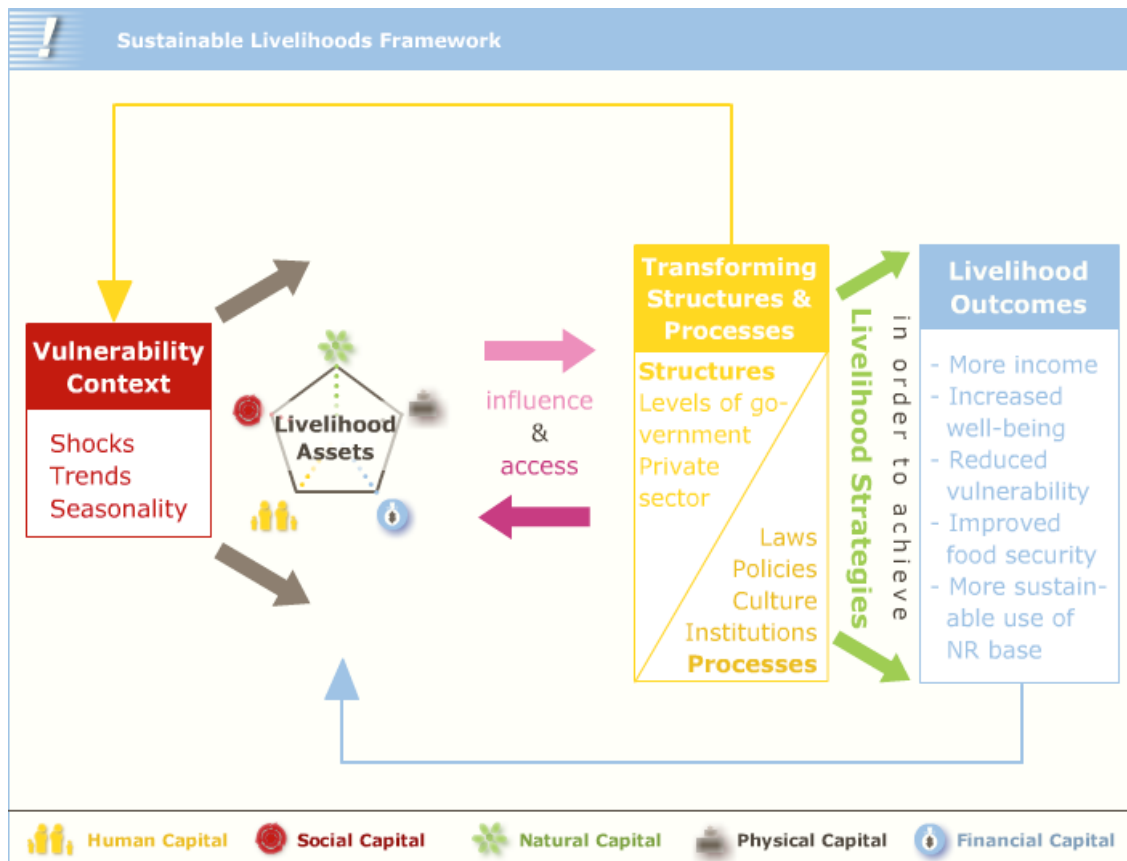 !
Sustainable Livelihoods Framework
Vulnerability
Context
Shocks
Trends
Seasonality
Livelihood
Assets
influence
&
access
Transforming
Structures &
Processes
Structures
Levels of go-
vernment
Private
sector
Laws
Policies
Culture
Institutions
Processes
Livelihood Strategies
in order to achieve
Livelihood
Outcomes
- More income
- Increased
well-being
- Reduced
vulnerability
- Improved
food security
- More sustain-
able use of
NR base
Human Capital
Social Capital
Natural Capital
Physical Capital
Financial Capital